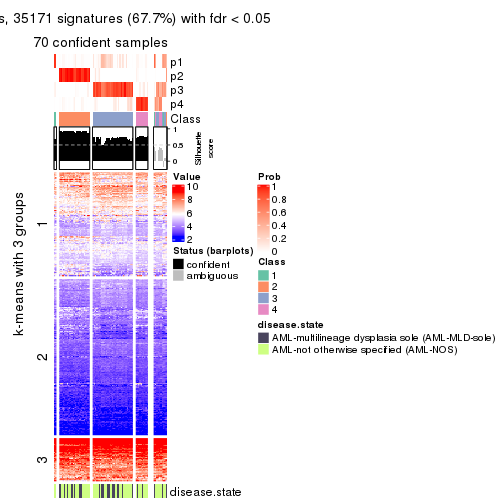 s, 35171 signatures (67.7%) with fdr < 0.05
70 confident samples
p1
p2
p3
p4
Class
1
0.5
0
Silhouette
score
k-means with 3 groups
1
2
3
Value
10
8
6
4
2
Status (barplots)
confident
ambiguous
Prob
1
0.8
0.6
0.4
0.2
0
Class
1
2
3
4
disease.state
AML-multilineage dysplasia sole (AML-MLD-sole)
AML-not otherwise specified (AML-NOS)
disease.state